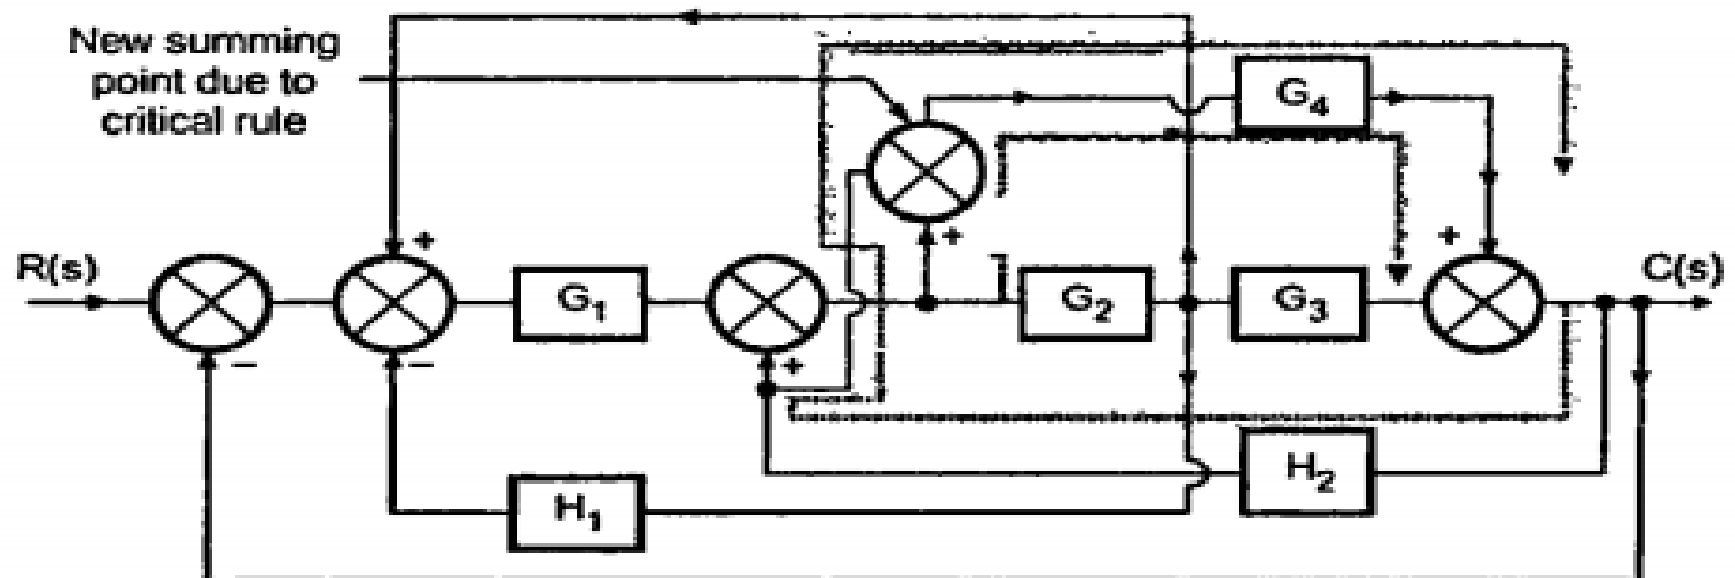 New summing
point due to
critical rule
G4
+
+
+
R(s)
C(s)
G1
G2
G3
−
−
+
H2
H1